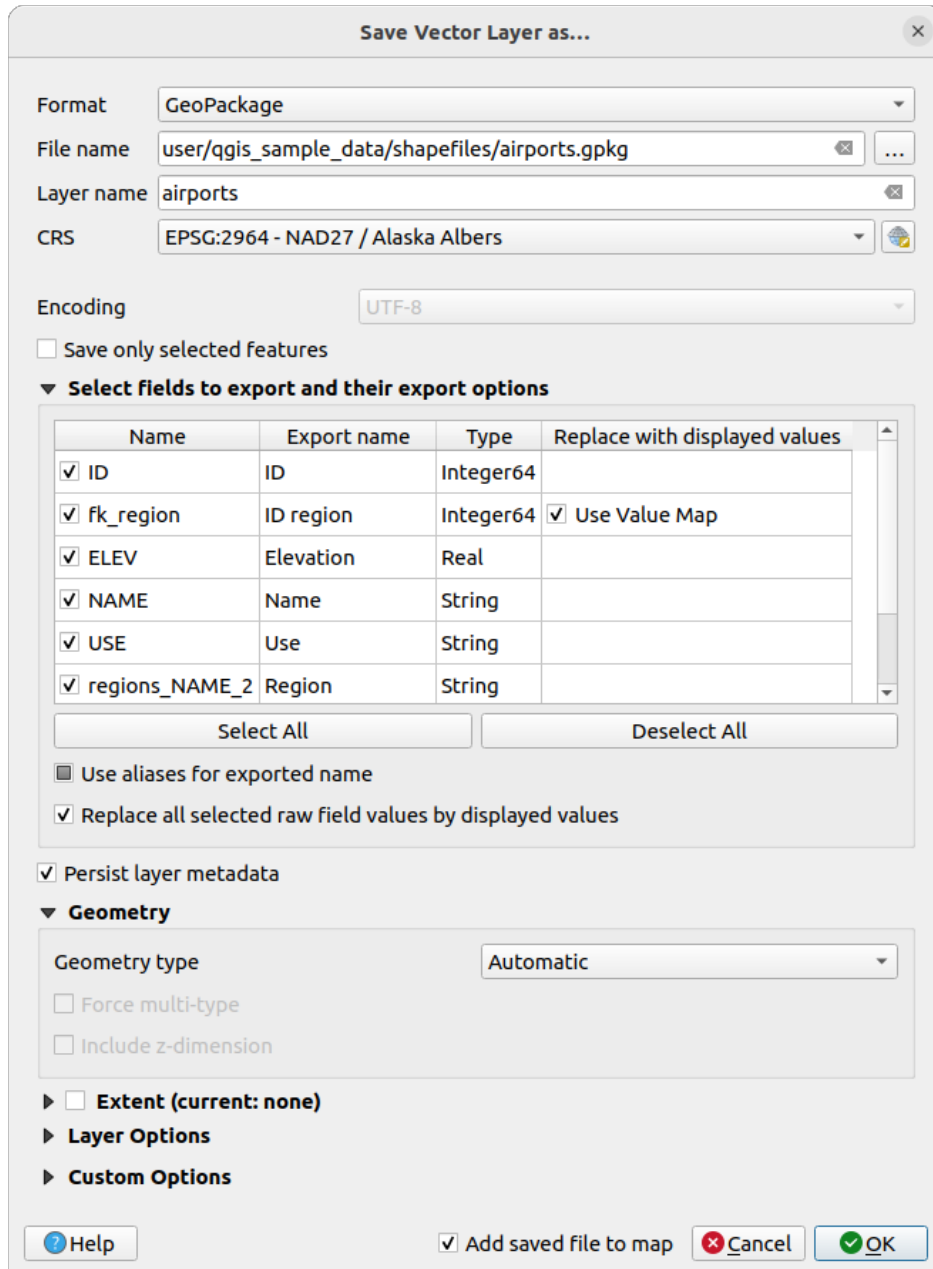 Save Vector Layer as...
Format GeoPackage
File name user/qgis_sample_data/shapefiles/airports.gpkg ...
Layer name airports
CRS EPSG:2964 - NAD27 / Alaska Albers
Encoding UTF-8
Save only selected features
Select fields to export and their export options
Name Export name Type Replace with displayed values
ID ID Integer64
fk_region ID region Integer64 Use Value Map
ELEV Elevation Real
NAME Name String
USE Use String
regions_NAME_2 Region String
Select All Deselect All
Use aliases for exported name
Replace all selected raw field values by displayed values
Persist layer metadata
Geometry
Geometry type Automatic
Force multi-type
Include z-dimension
Extent (current: none)
Layer Options
Custom Options
Help Add saved file to map Cancel OK